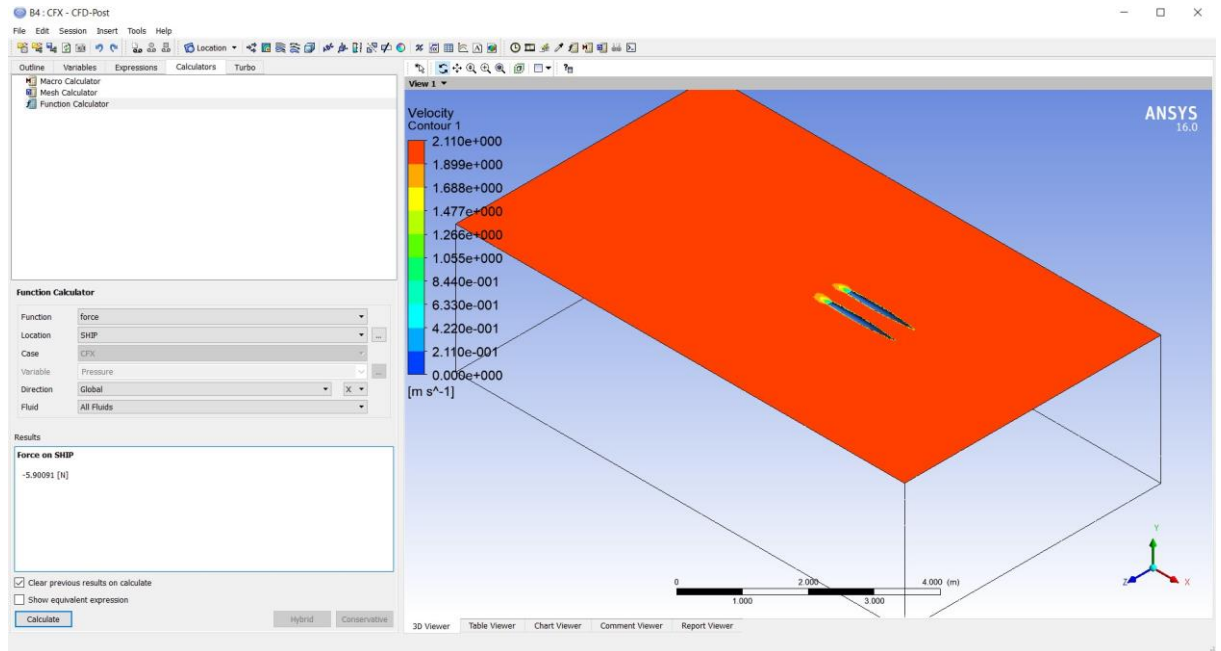 B4 : CFX - CFD-Post
File Edit Session Insert Tools Help
Location
Outline Variables Expressions Calculators Turbo
Macro Calculator
Mesh Calculator
Function Calculator
Function Calculator
Function force
Location SHIP
Case CFX
Variable Pressure
Direction Global X
Fluid All Fluids
Results
Force on SHIP
-5.90091 [N]
Clear previous results on calculate
Show equivalent expression
Calculate Hybrid Conservative
View 1
Velocity
Contour 1
2.110e+000
1.899e+000
1.688e+000
1.477e+000
1.266e+000
1.055e+000
8.440e-001
6.330e-001
4.220e-001
2.110e-001
0.000e+000
[m s^-1]
ANSYS
16.0
0 2.000 4.000 (m)
1.000 3.000
Y
Z X
3D Viewer Table Viewer Chart Viewer Comment Viewer Report Viewer